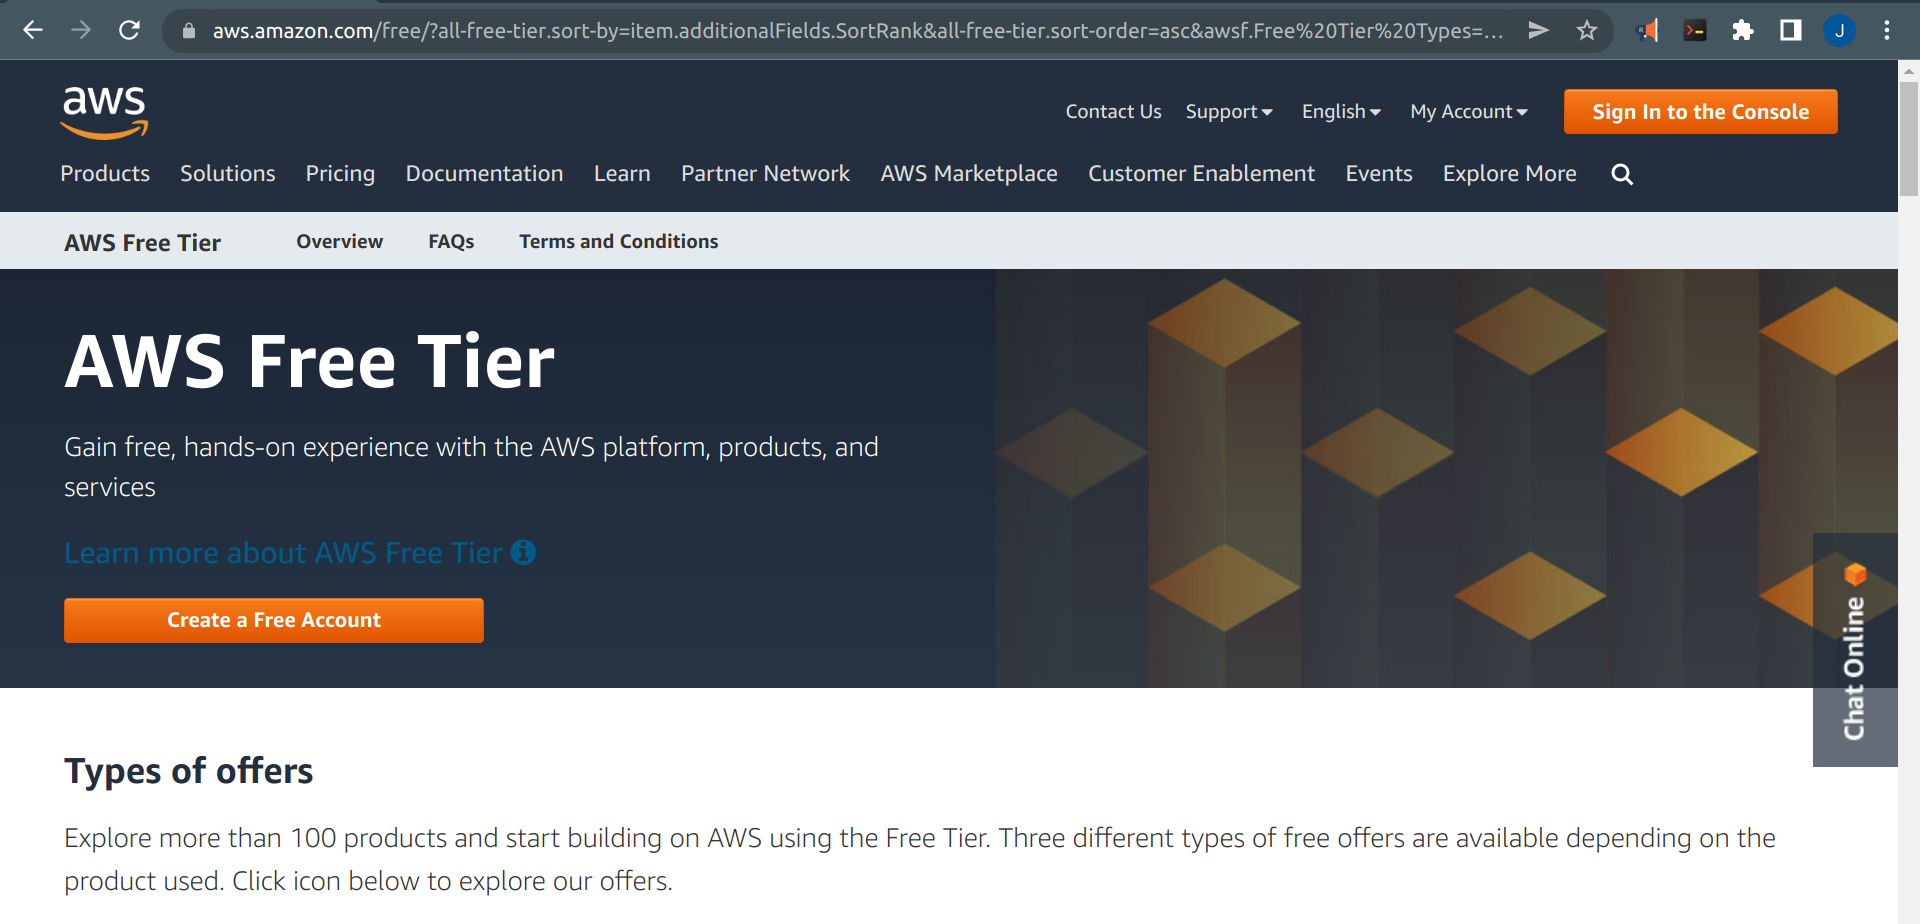 aws.amazon.com/free/?all-free-tier.sort-by=item.additionalFields.SortRank&all-free-tier.sort-order=asc&awsf.Free%20Tier%20Types=...
J
aws
Contact Us Support English My Account Sign In to the Console
Products Solutions Pricing Documentation Learn Partner Network AWS Marketplace Customer Enablement Events Explore More
AWS Free Tier Overview FAQs Terms and Conditions
AWS Free Tier
Gain free, hands-on experience with the AWS platform, products, and
services
Learn more about AWS Free Tier
Create a Free Account
Chat Online
Types of offers
Explore more than 100 products and start building on AWS using the Free Tier. Three different types of free offers are available depending on the
product used. Click icon below to explore our offers.